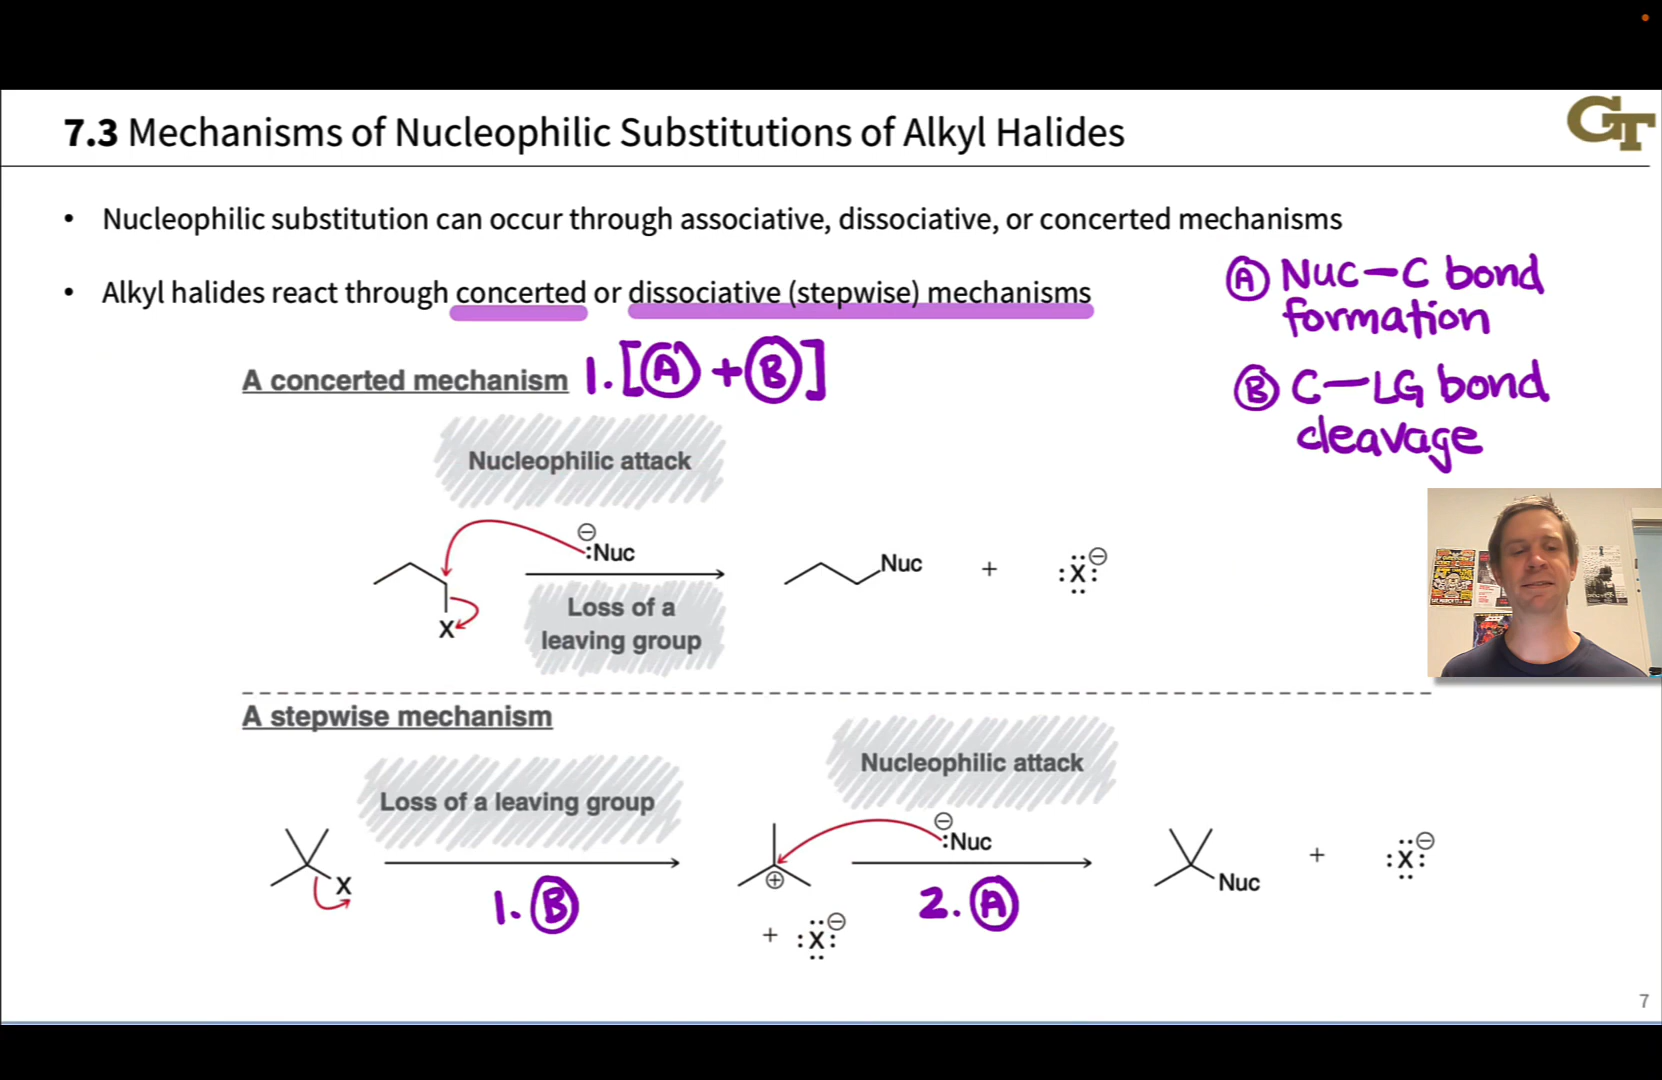 7.3 Mechanisms of Nucleophilic Substitutions of Alkyl Halides
GT
• Nucleophilic substitution can occur through associative, dissociative, or concerted mechanisms
• Alkyl halides react through concerted or dissociative (stepwise) mechanisms
Ⓐ Nuc—C bond
formation
Ⓑ C—LG bond
cleavage
A concerted mechanism 1. [Ⓐ + Ⓑ]
Nucleophilic attack
⊖
:Nuc
X
Loss of a
leaving group
Nuc
+
:X: ⊖
A stepwise mechanism
Loss of a leaving group
X
1. Ⓑ
⊕
+ :X: ⊖
Nucleophilic attack
⊖
:Nuc
2. Ⓐ
Nuc
+
:X: ⊖
7